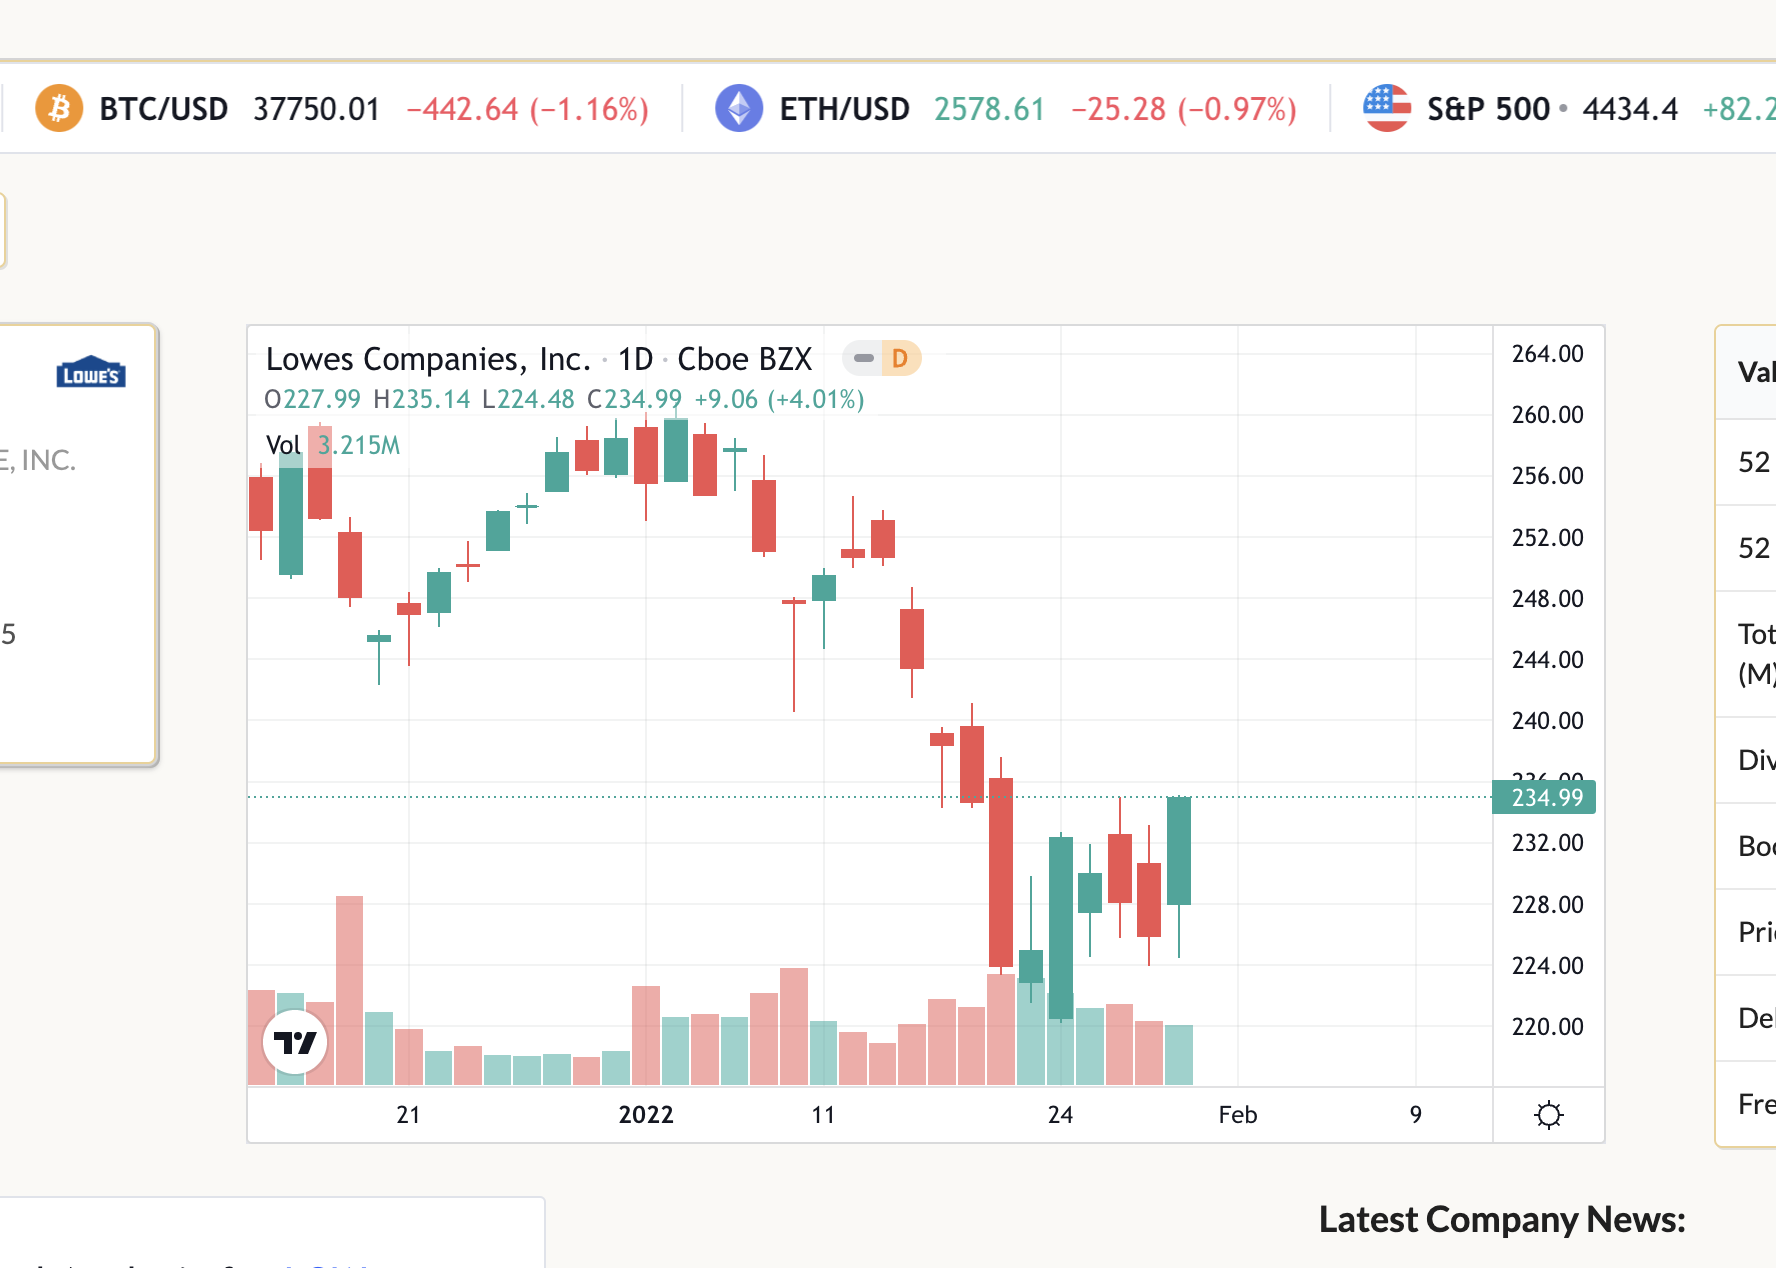 BTC/USD 37750.01 −442.64 (−1.16%) ETH/USD 2578.61 −25.28 (−0.97%) S&P 500 • 4434.4 +82.2
LOWE'S
E, INC.
5
Lowes Companies, Inc. · 1D · Cboe BZX D
O227.99 H235.14 L224.48 C234.99 +9.06 (+4.01%)
Vol 3.215M
264.00
260.00
256.00
252.00
248.00
244.00
240.00
236.00
234.99
232.00
228.00
224.00
220.00
21 2022 11 24 Feb 9
Val
52
52
Tot
(M)
Div
Boo
Pri
Del
Fre
Latest Company News: